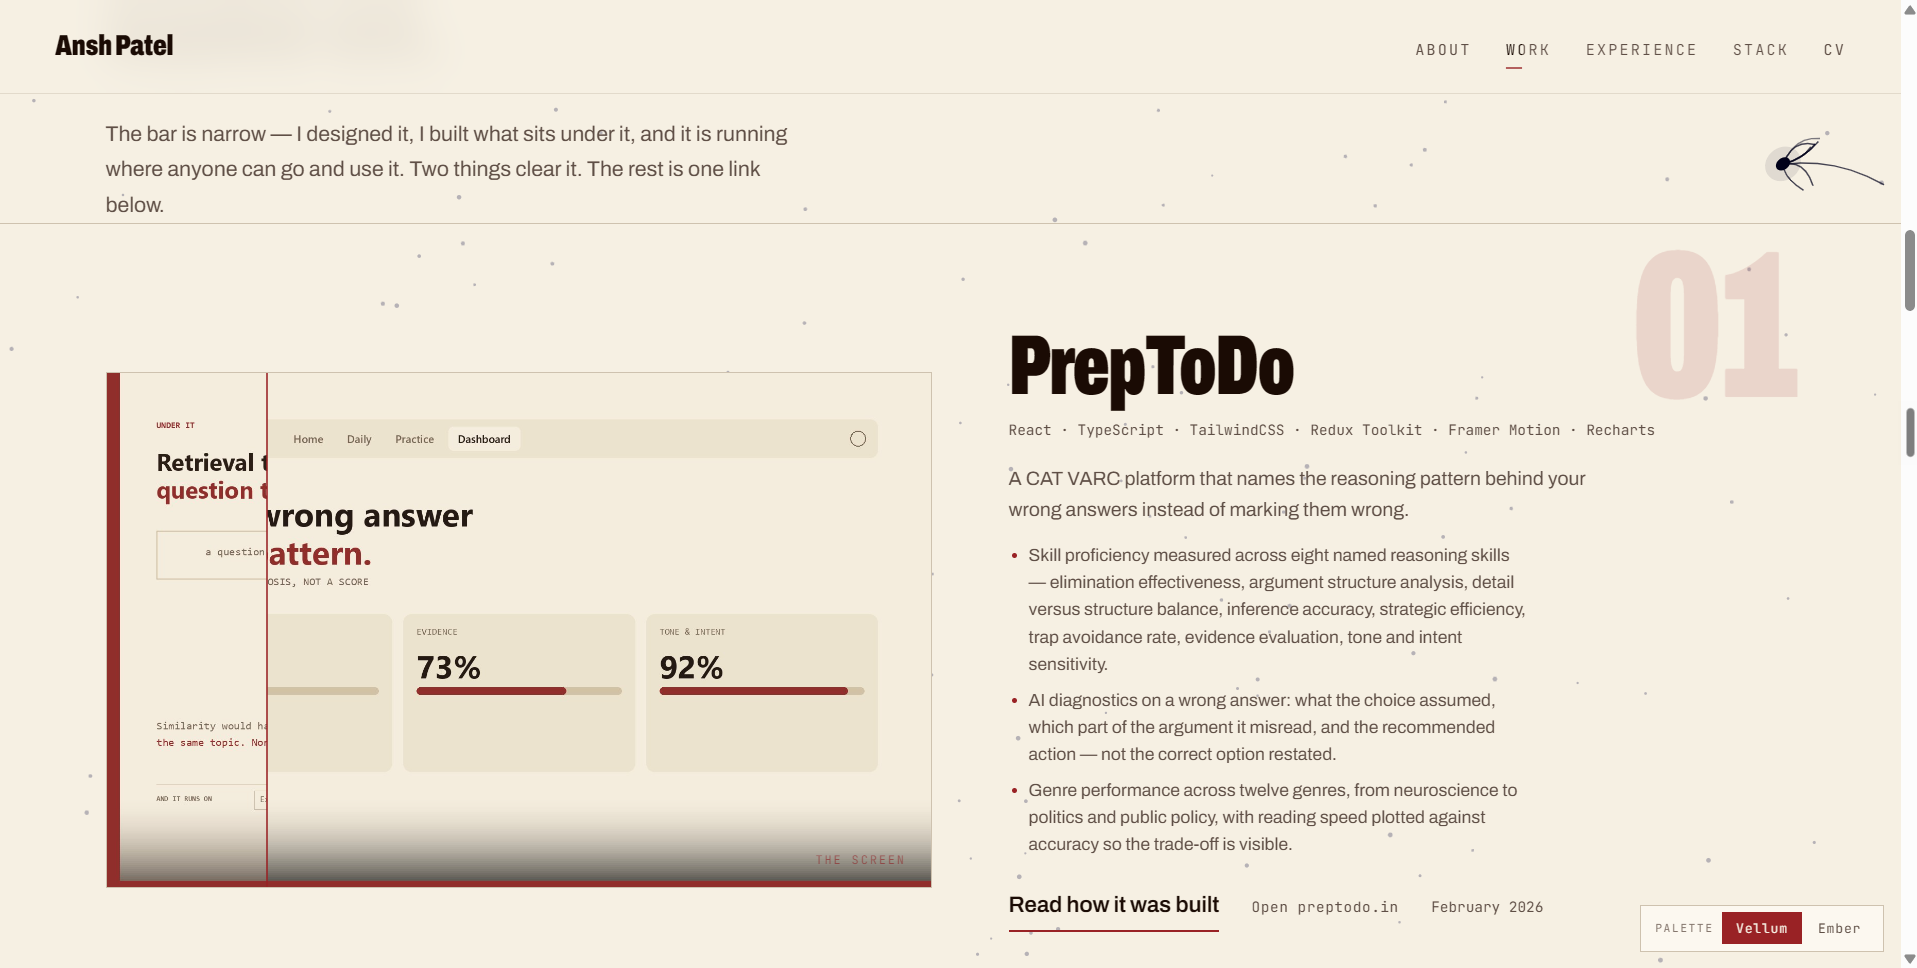 Ansh Patel
ABOUT WORK EXPERIENCE STACK CV
The bar is narrow — I designed it, I built what sits under it, and it is running
where anyone can go and use it. Two things clear it. The rest is one link
below.
01
UNDER IT
Retrieval
question
a question
Similarity would
the same topic.
AND IT RUNS ON
Home Daily Practice Dashboard
wrong answer
attern.
OSIS, NOT A SCORE
EVIDENCE
73%
TONE & INTENT
92%
THE SCREEN
PrepToDo
React · TypeScript · TailwindCSS · Redux Toolkit · Framer Motion · Recharts
A CAT VARC platform that names the reasoning pattern behind your
wrong answers instead of marking them wrong.
• Skill proficiency measured across eight named reasoning skills
— elimination effectiveness, argument structure analysis, detail
versus structure balance, inference accuracy, strategic efficiency,
trap avoidance rate, evidence evaluation, tone and intent
sensitivity.
• AI diagnostics on a wrong answer: what the choice assumed,
which part of the argument it misread, and the recommended
action — not the correct option restated.
• Genre performance across twelve genres, from neuroscience to
politics and public policy, with reading speed plotted against
accuracy so the trade-off is visible.
Read how it was built Open preptodo.in February 2026
PALETTE Vellum Ember